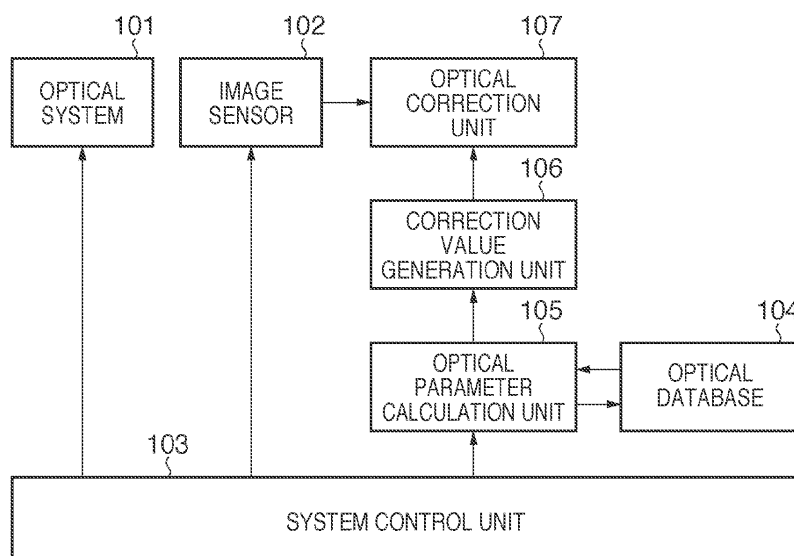 101
OPTICAL
SYSTEM
102
IMAGE
SENSOR
107
OPTICAL
CORRECTION
UNIT
106
CORRECTION
VALUE
GENERATION UNIT
105
OPTICAL
PARAMETER
CALCULATION UNIT
104
OPTICAL
DATABASE
103
SYSTEM CONTROL UNIT